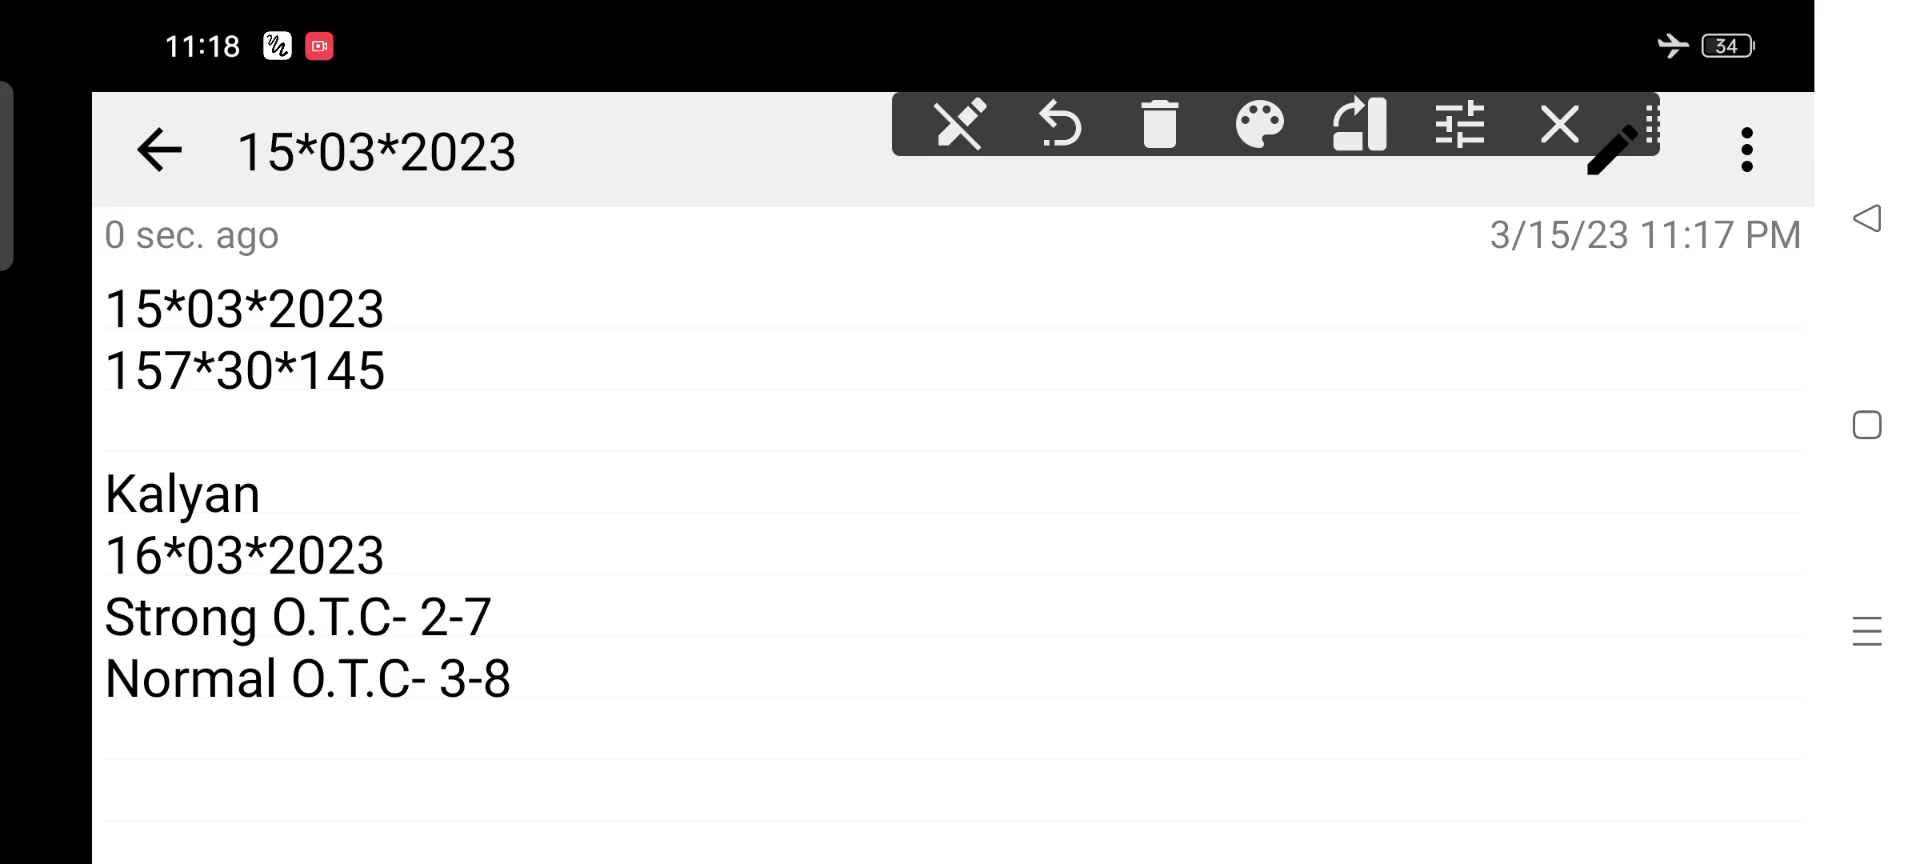 11:18
34
15*03*2023
0 sec. ago
3/15/23 11:17 PM
15*03*2023
157*30*145
Kalyan
16*03*2023
Strong O.T.C- 2-7
Normal O.T.C- 3-8